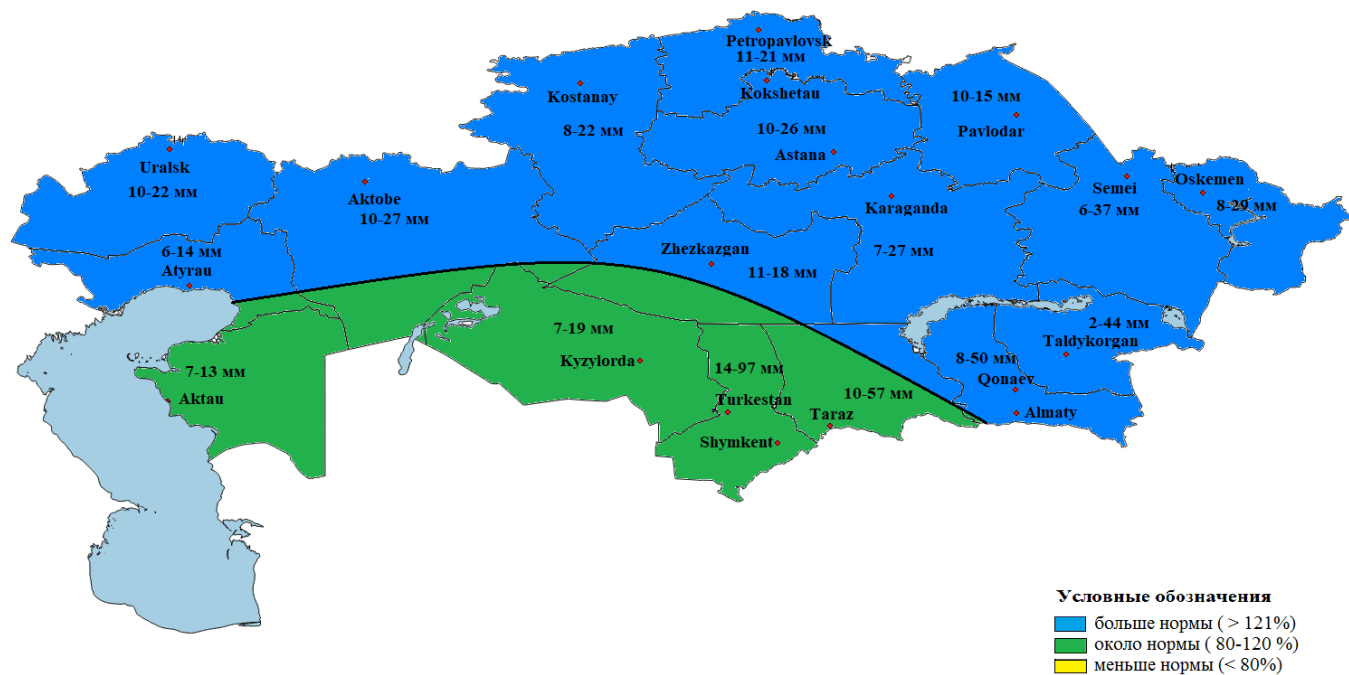 Petropavlovsk
11-21 мм
Kostanay
Kokshetau
10-15 мм
8-22 мм
10-26 мм
Pavlodar
Astana
Uralsk
10-22 мм
Aktobe
10-27 мм
Semei
6-37 мм
Oskemen
8-29 мм
Karaganda
7-27 мм
6-14 мм
Atyrau
Zhezkazgan
11-18 мм
2-44 мм
Taldykorgan
7-19 мм
Kyzylorda
8-50 мм
Qonaev
7-13 мм
Aktau
14-97 мм
Turkestan
10-57 мм
Taraz
Almaty
Shymkent
Условные обозначения
больше нормы ( > 121%)
около нормы ( 80-120 %)
меньше нормы (< 80%)